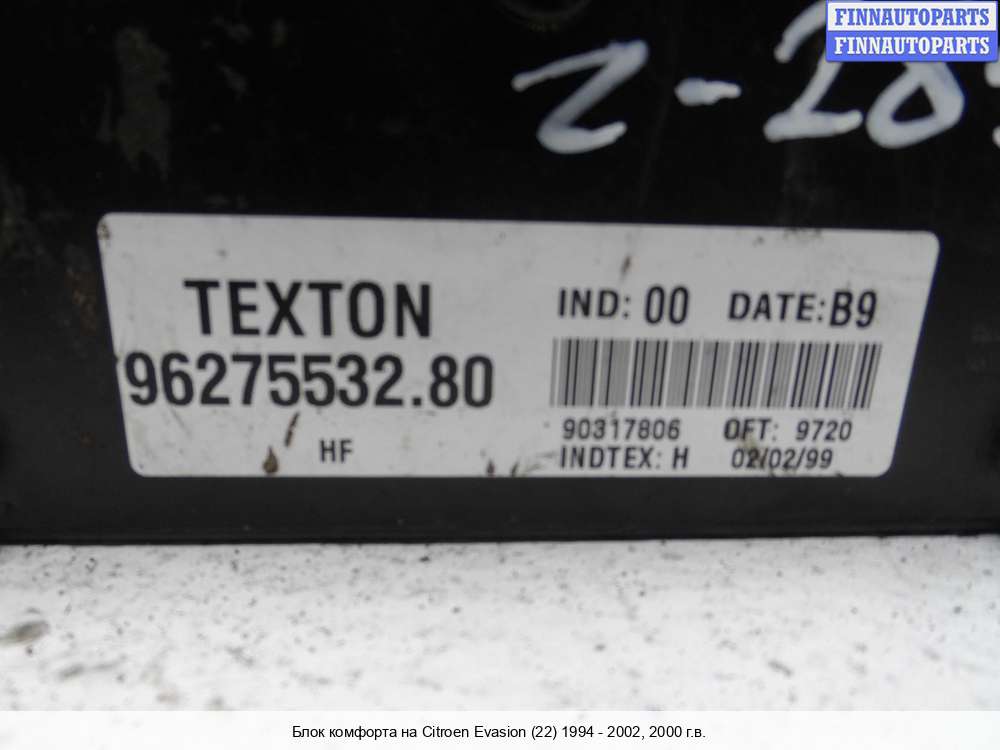 FINNAUTOPARTS
FINNAUTOPARTS
TEXTON
96275532.80
HF
IND: 00 DATE: B9
90317806 OFT: 9720
INDTEX: H 02/02/99
Блок комфорта на Citroen Evasion (22) 1994 - 2002, 2000 г.в.